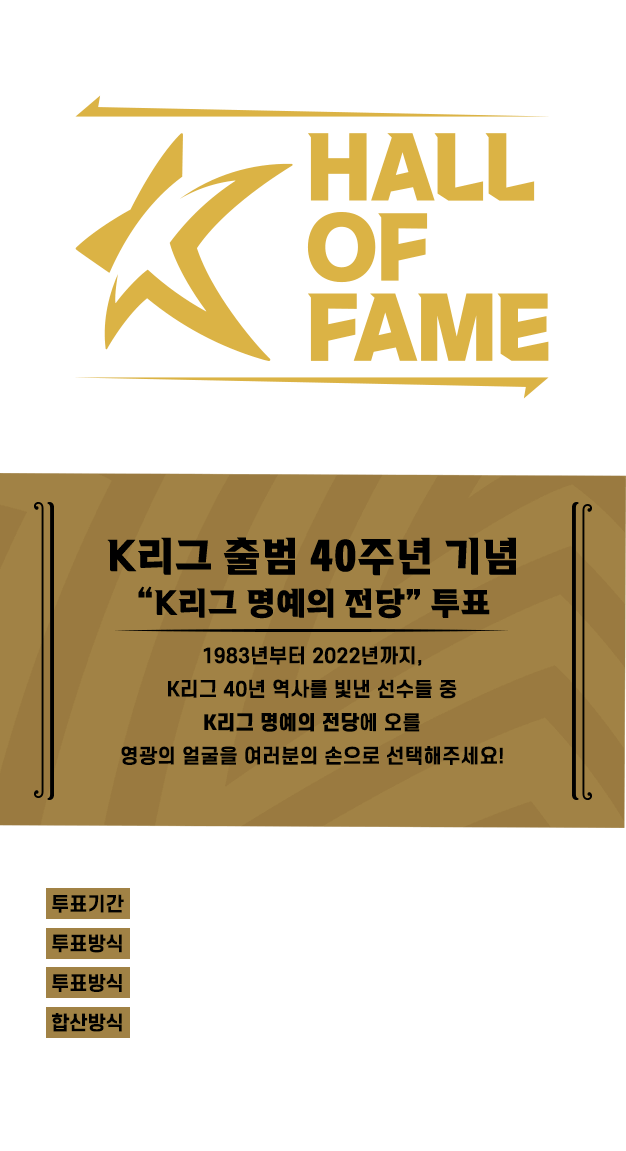 HALL
OF
FAME
K리그 출범 40주년 기념
“K리그 명예의 전당” 투표
1983년부터 2022년까지,
K리그 40년 역사를 빛낸 선수들 중
K리그 명예의 전당에 오를
영광의 얼굴을 여러분의 손으로 선택해주세요!
투표기간
투표방식
투표방식
합산방식